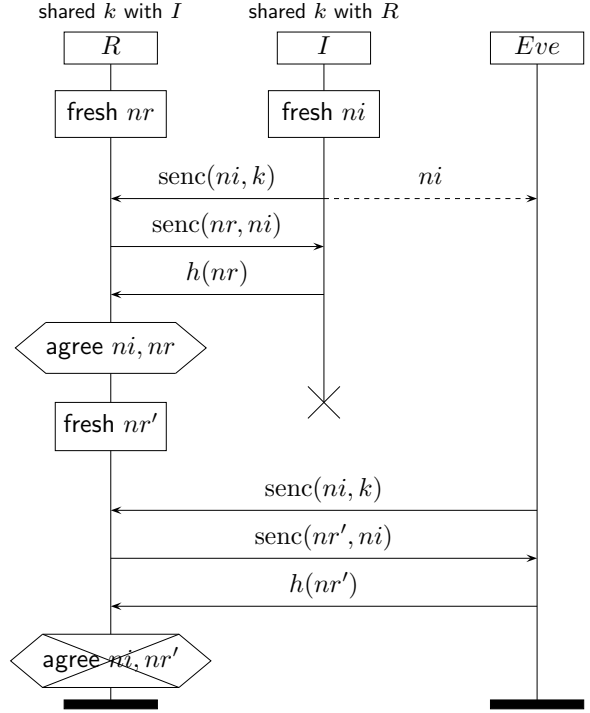 shared k with I
shared k with R
R
I
Eve
fresh nr
fresh ni
senc(ni, k)
ni
senc(nr, ni)
h(nr)
agree ni, nr
fresh nr′
senc(ni, k)
senc(nr′, ni)
h(nr′)
agree ni, nr′